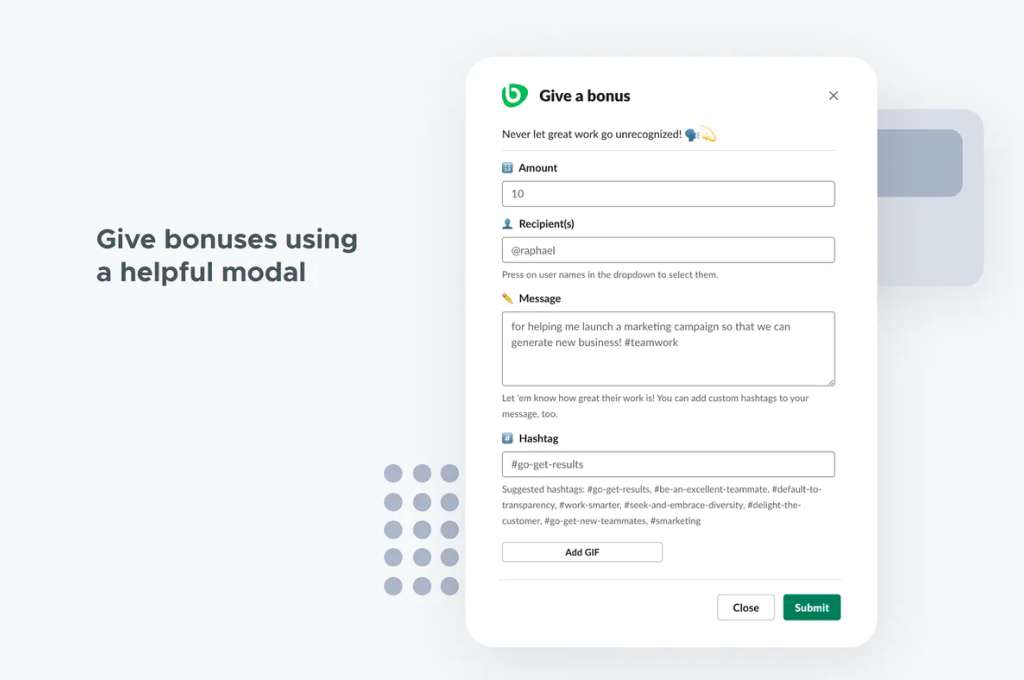 Give bonuses using
a helpful modal
Give a bonus
Never let great work go unrecognized!
Amount
10
Recipient(s)
@raphael
Press on user names in the dropdown to select them.
Message
for helping me launch a marketing campaign so that we can
generate new business! #teamwork
Let 'em know how great their work is! You can add custom hashtags to your
message, too.
Hashtag
#go-get-results
Suggested hashtags: #go-get-results, #be-an-excellent-teammate, #default-to-
transparency, #work-smarter, #seek-and-embrace-diversity, #delight-the-
customer, #go-get-new-teammates, #smarketing
Add GIF
Close
Submit